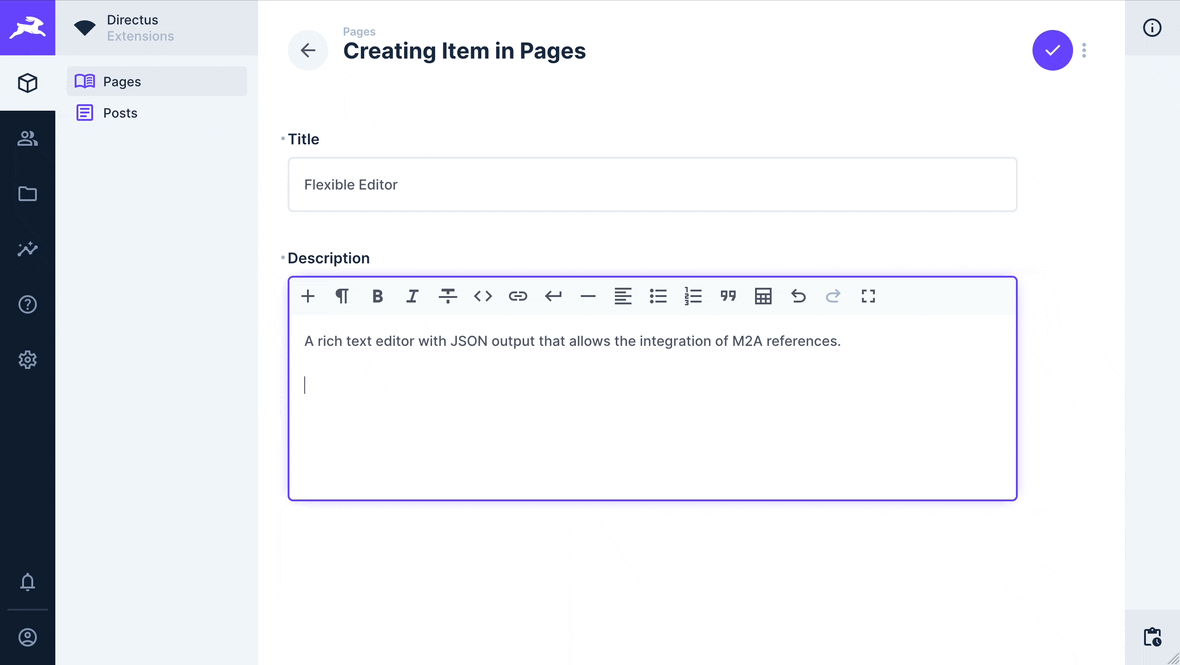 Directus
Extensions
Pages
Posts
Pages
Creating Item in Pages
Title
Flexible Editor
Description
A rich text editor with JSON output that allows the integration of M2A references.